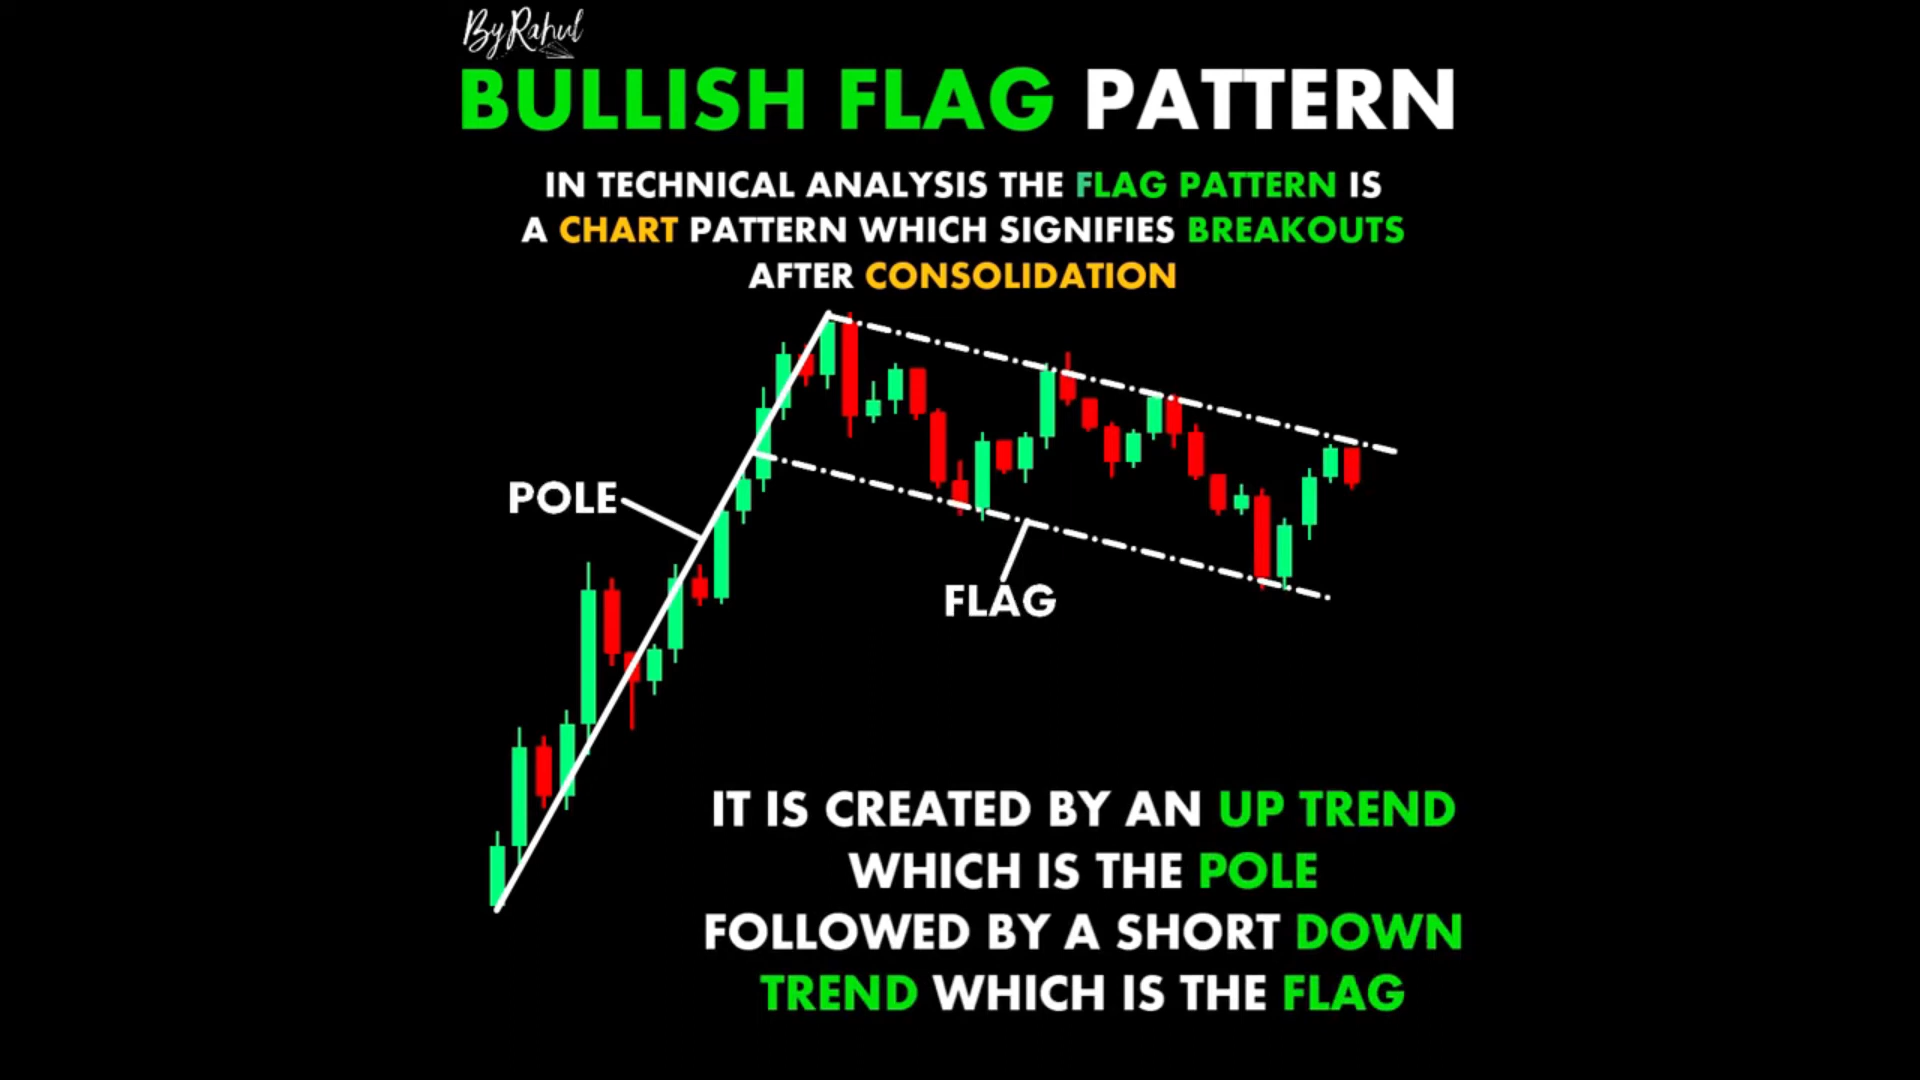 By Rahul
BULLISH FLAG PATTERN
IN TECHNICAL ANALYSIS THE FLAG PATTERN IS
A CHART PATTERN WHICH SIGNIFIES BREAKOUTS
AFTER CONSOLIDATION
POLE
FLAG
IT IS CREATED BY AN UP TREND
WHICH IS THE POLE
FOLLOWED BY A SHORT DOWN
TREND WHICH IS THE FLAG